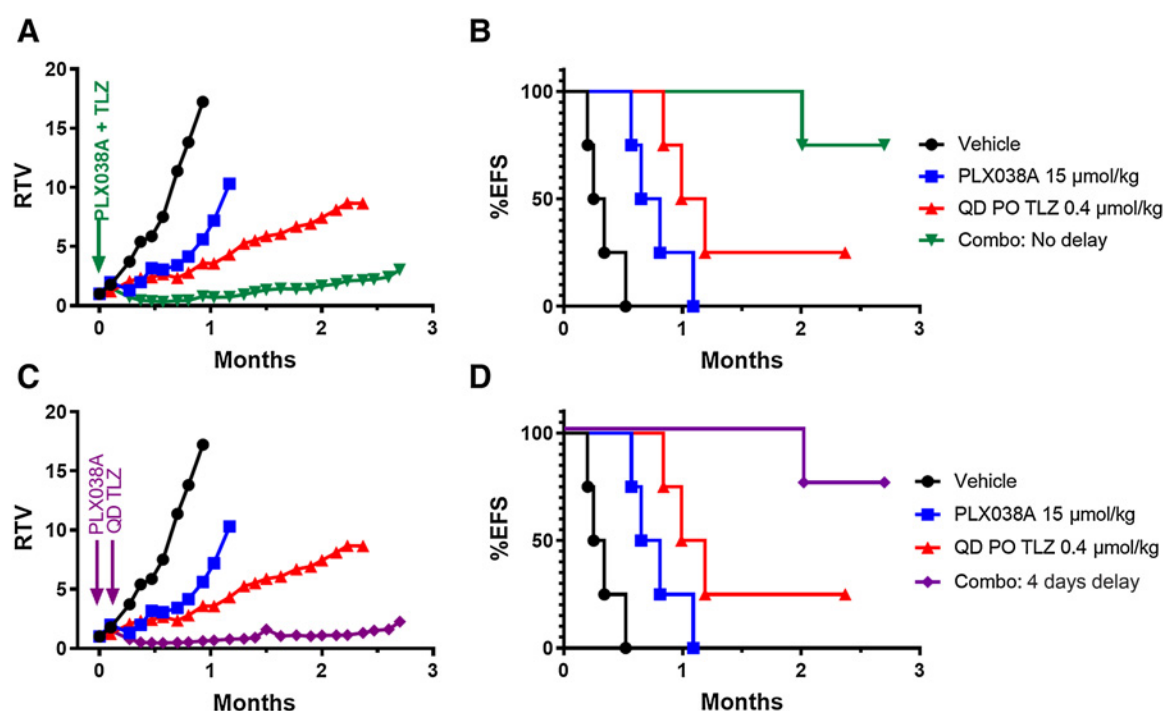 A
RTV
20
15
10
5
0
PLX038A + TLZ
0 1 2 3
Months
B
%EFS
100
50
0
0 1 2 3
Months
Vehicle
PLX038A 15 µmol/kg
QD PO TLZ 0.4 µmol/kg
Combo: No delay
C
RTV
20
15
10
5
0
PLX038A
QD TLZ
0 1 2 3
Months
D
%EFS
100
50
0
0 1 2 3
Months
Vehicle
PLX038A 15 µmol/kg
QD PO TLZ 0.4 µmol/kg
Combo: 4 days delay